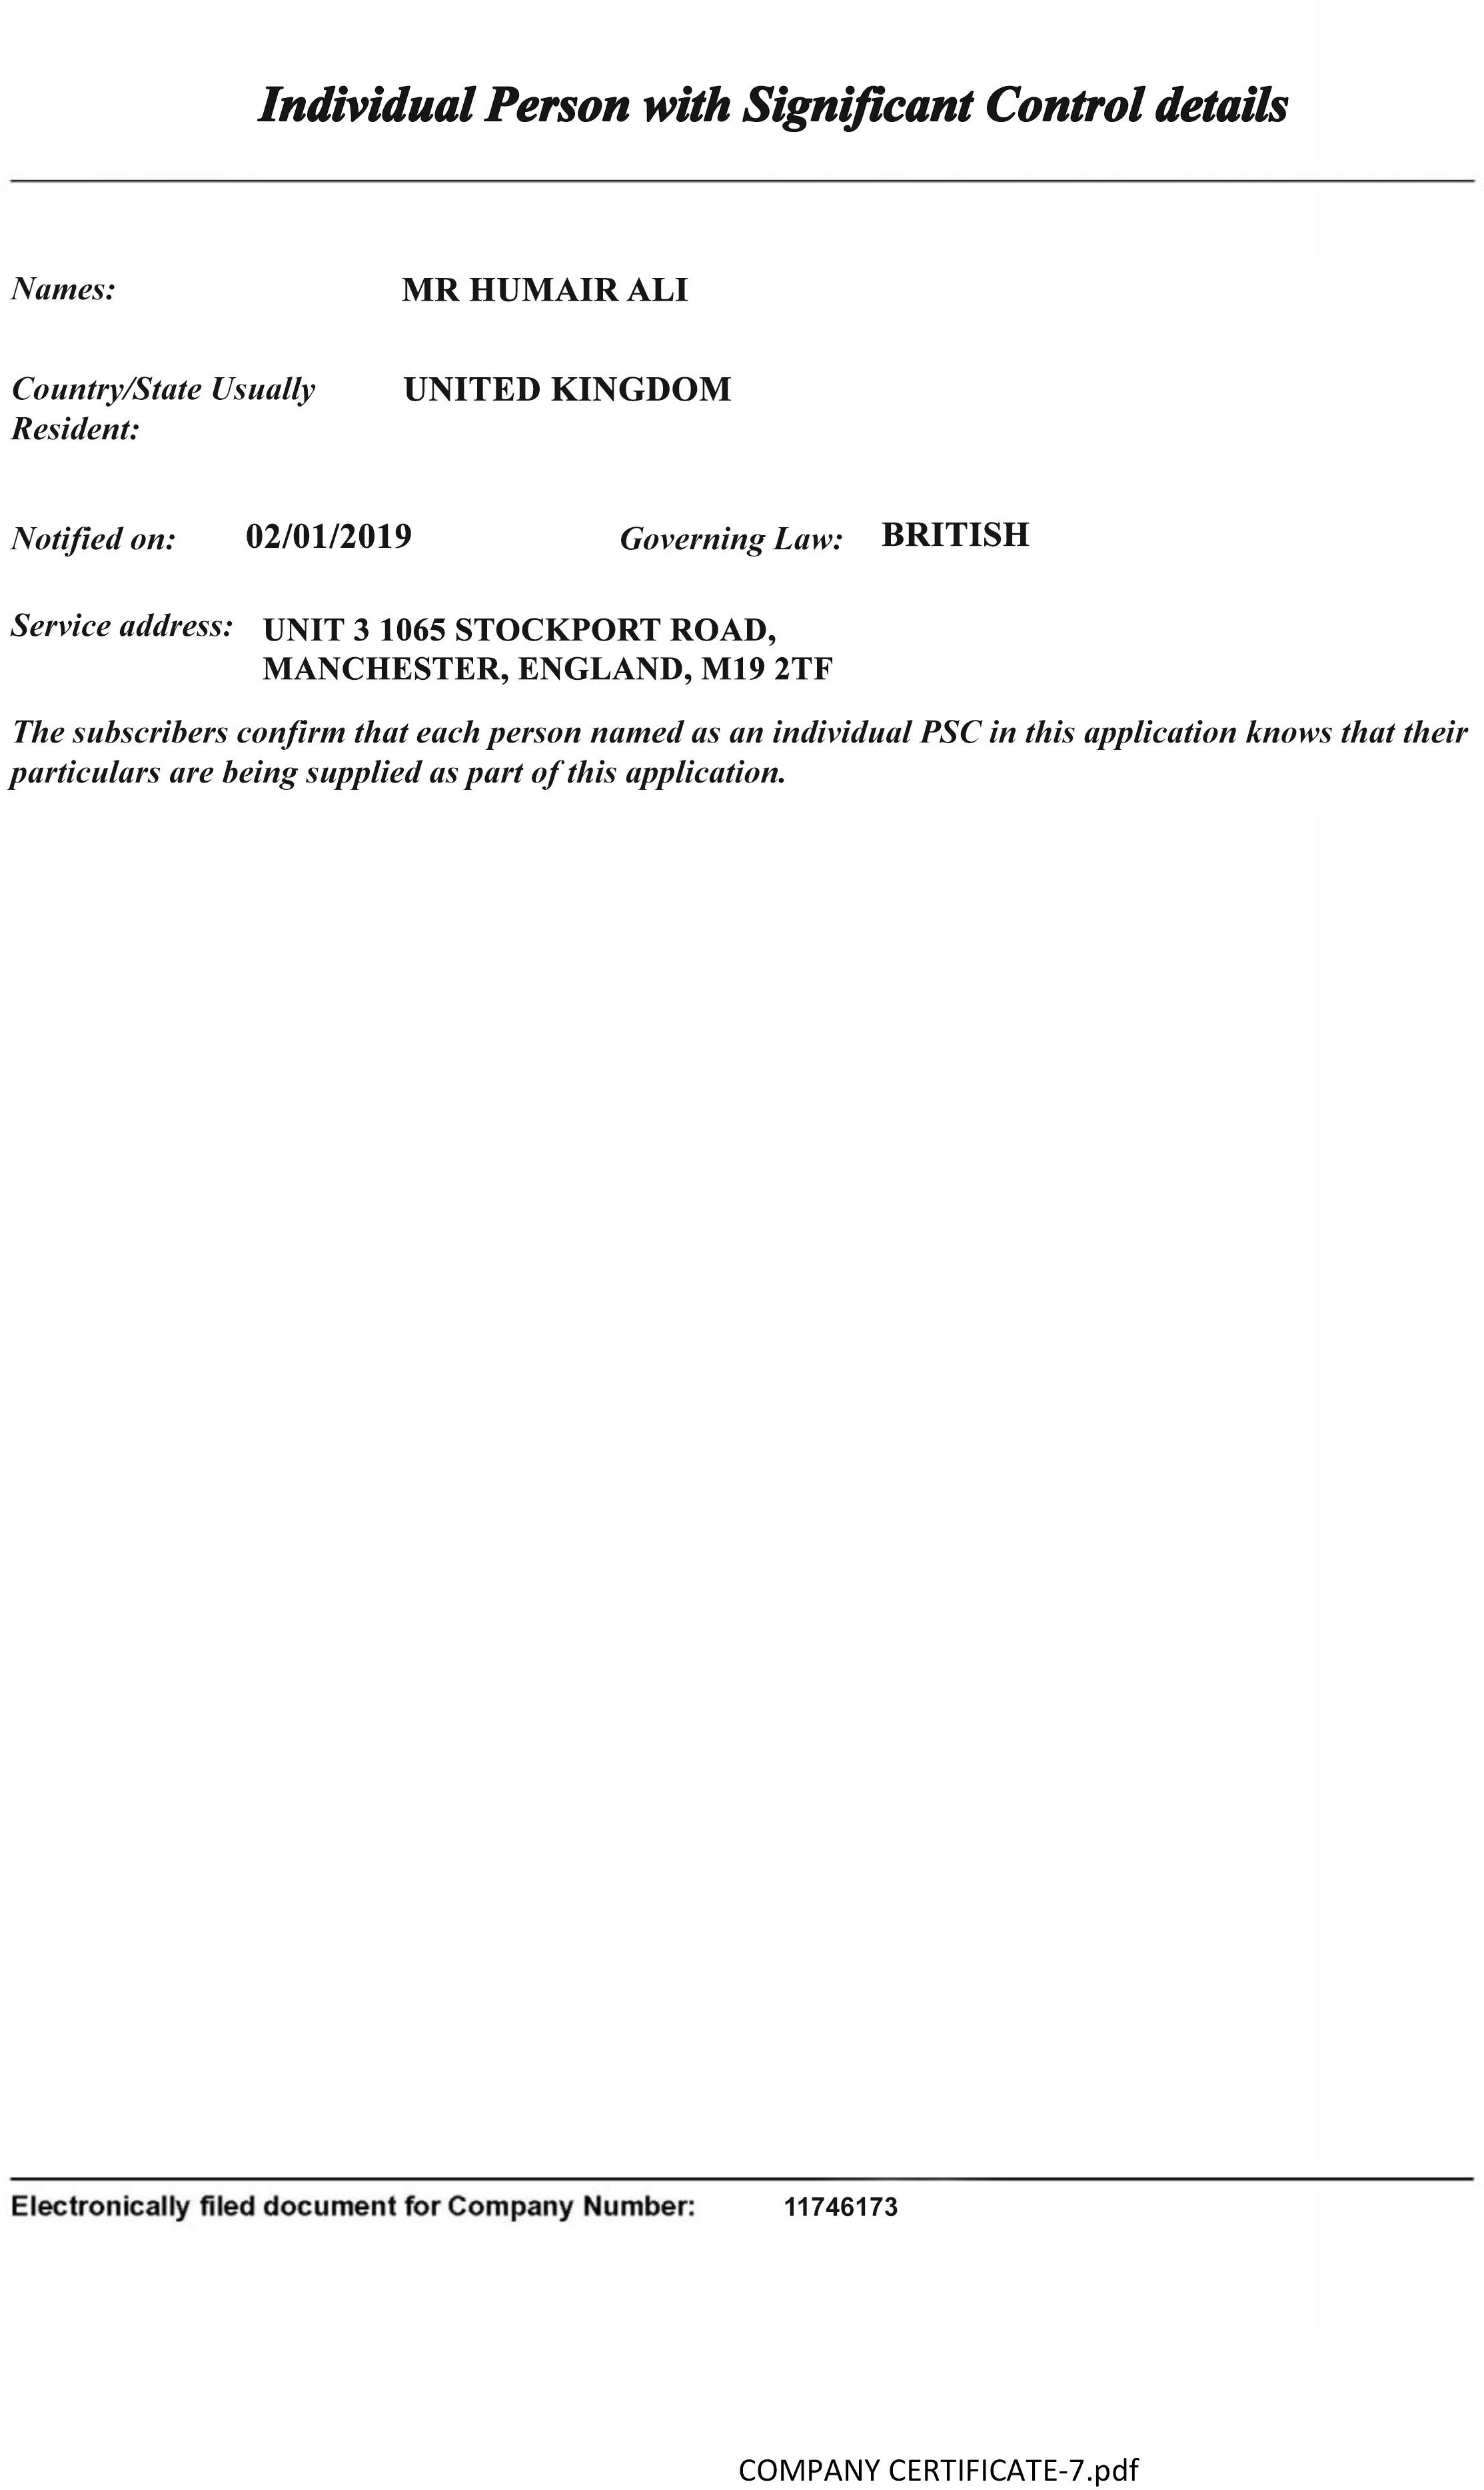 Individual Person with Significant Control details
Names: MR HUMAIR ALI
Country/State Usually UNITED KINGDOM
Resident:
Notified on: 02/01/2019 Governing Law: BRITISH
Service address: UNIT 3 1065 STOCKPORT ROAD,
MANCHESTER, ENGLAND, M19 2TF
The subscribers confirm that each person named as an individual PSC in this application knows that their
particulars are being supplied as part of this application.
Electronically filed document for Company Number: 11746173
COMPANY CERTIFICATE-7.pdf